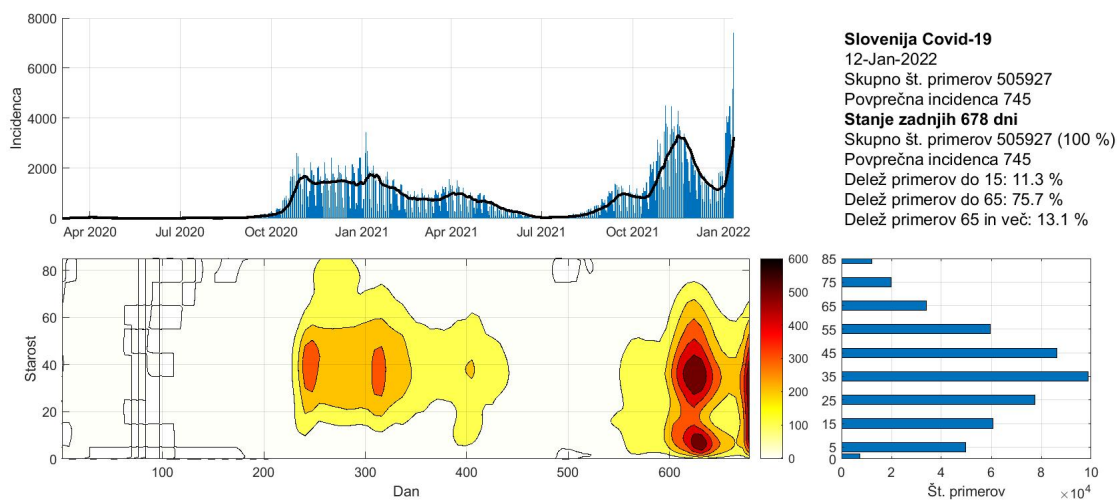 8000
6000
4000
2000
0
Incidenca
Apr 2020 Jul 2020 Oct 2020 Jan 2021 Apr 2021 Jul 2021 Oct 2021 Jan 2022
Slovenija Covid-19
12-Jan-2022
Skupno št. primerov 505927
Povprečna incidenca 745
Stanje zadnjih 678 dni
Skupno št. primerov 505927 (100 %)
Povprečna incidenca 745
Delež primerov do 15: 11.3 %
Delež primerov do 65: 75.7 %
Delež primerov 65 in več: 13.1 %
80
60
40
20
0
Starost
100 200 300 400 500 600
Dan
600
500
400
300
200
100
0
85
75
65
55
45
35
25
15
5
0
0 2 4 6 8 10
Št. primerov
×10^4